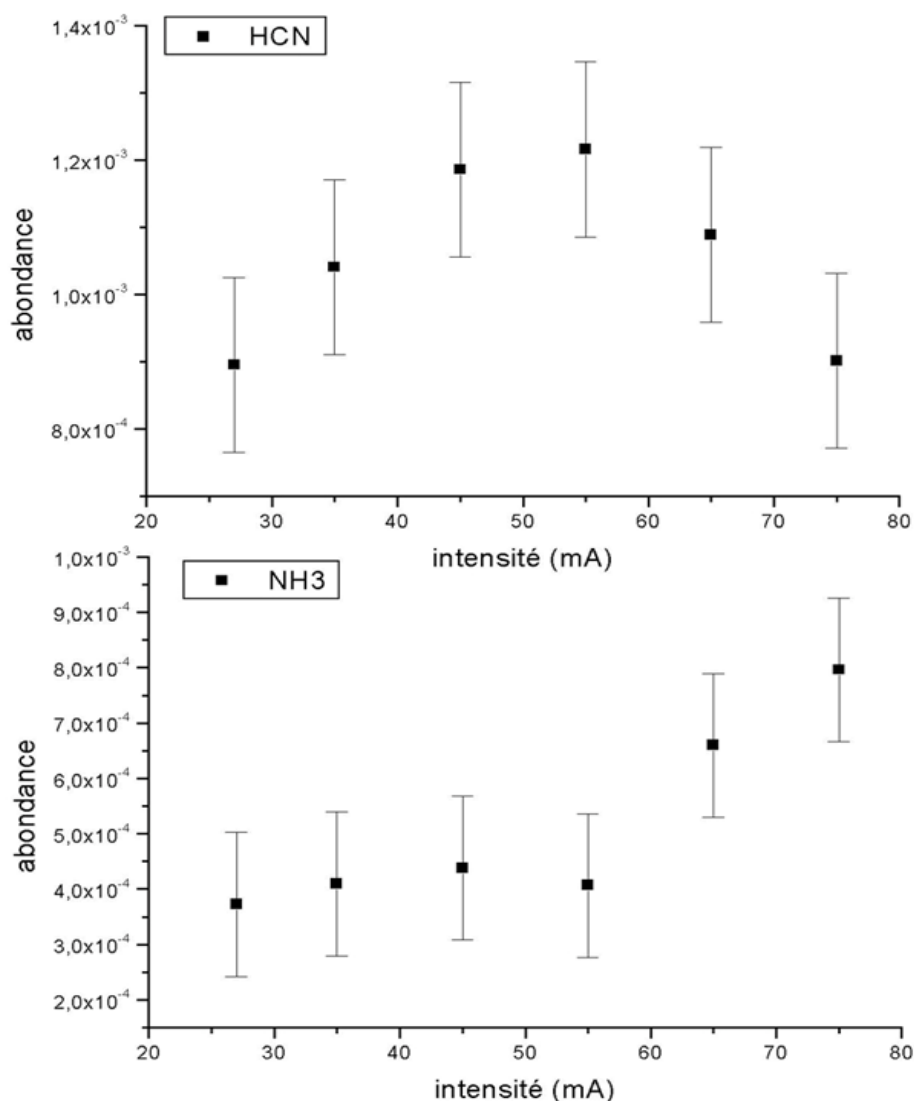 1,4x10⁻³
HCN
1,2x10⁻³
1,0x10⁻³
8,0x10⁻⁴
abondance
20 30 40 50 60 70 80
intensité (mA)
1,0x10⁻³
NH3
9,0x10⁻⁴
8,0x10⁻⁴
7,0x10⁻⁴
6,0x10⁻⁴
5,0x10⁻⁴
4,0x10⁻⁴
3,0x10⁻⁴
2,0x10⁻⁴
abondance
20 30 40 50 60 70 80
intensité (mA)